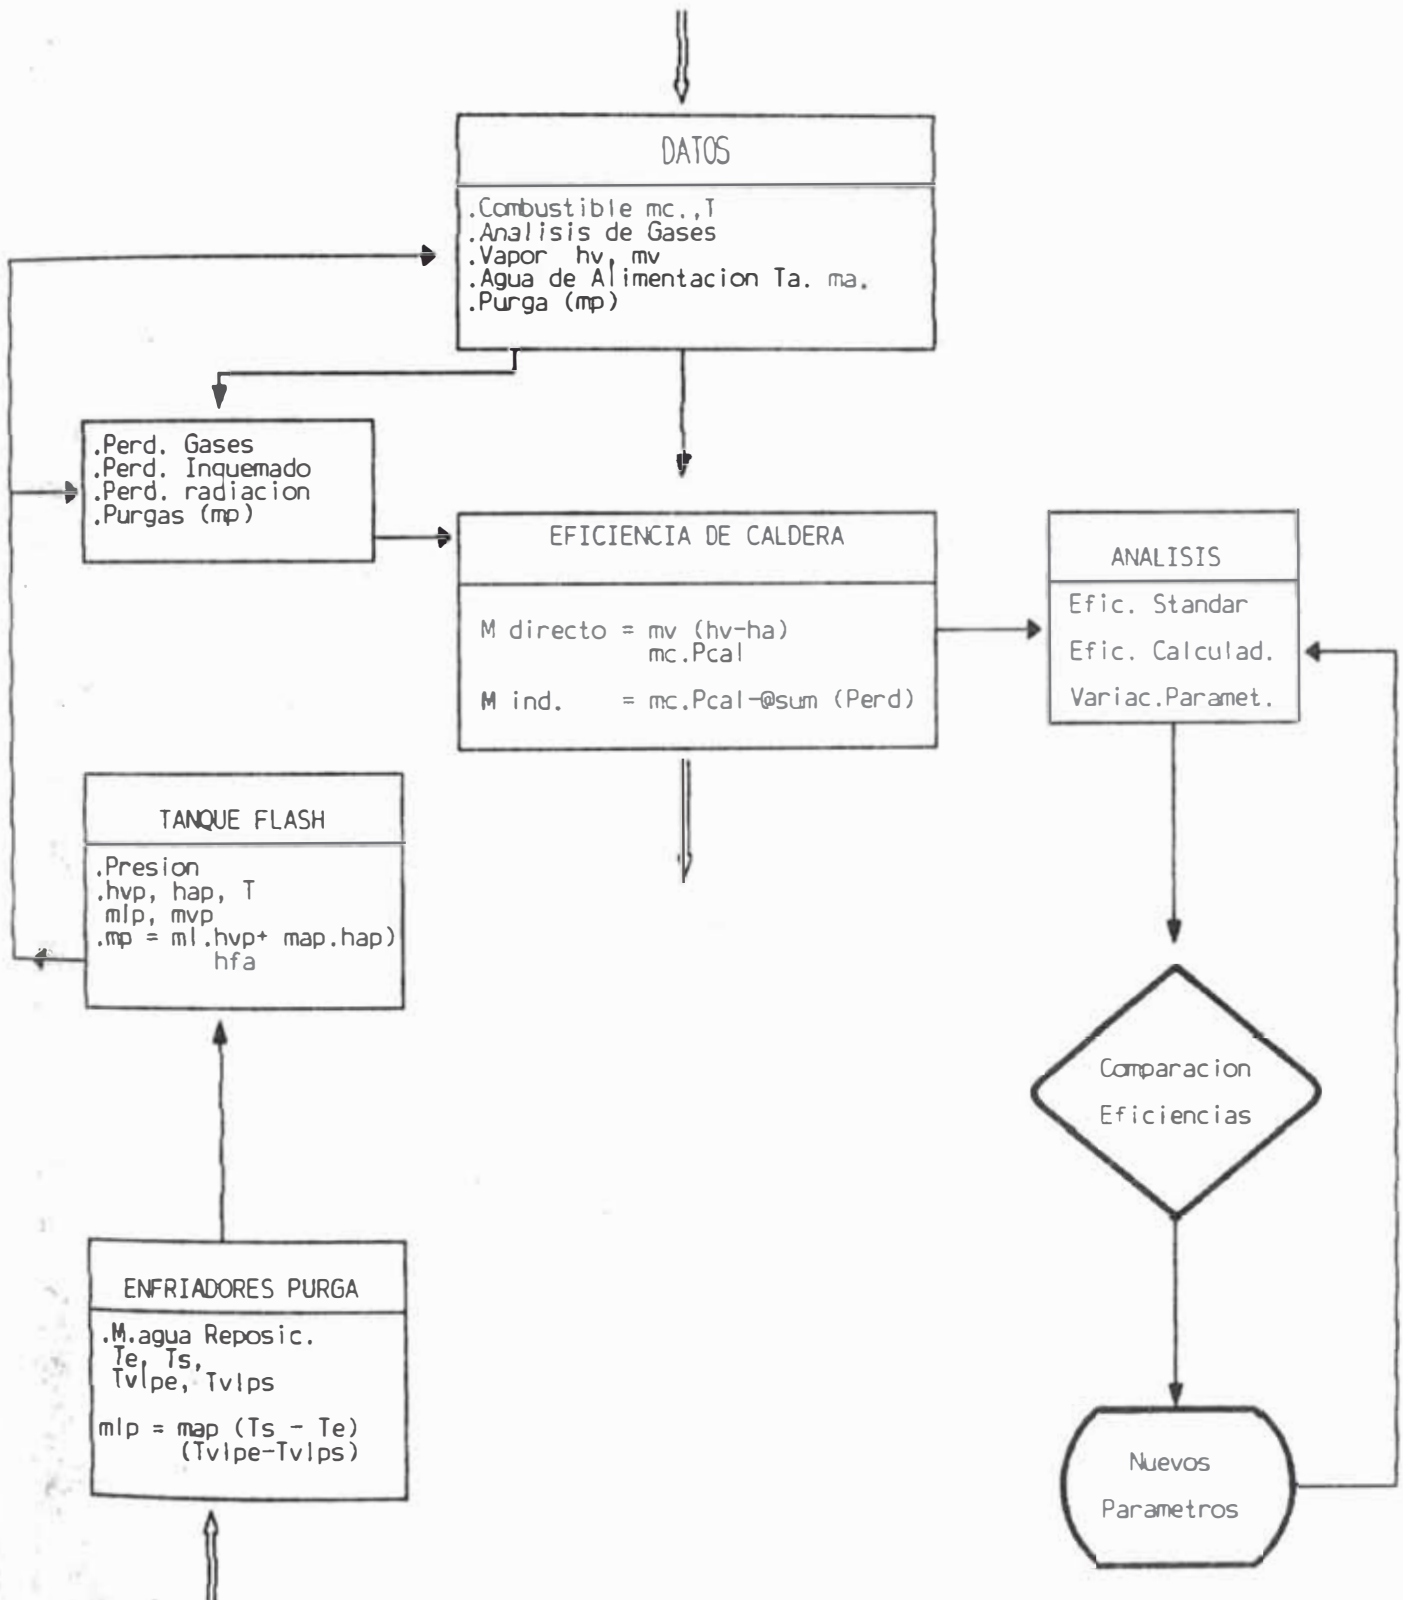 DATOS
.Combustible mc.,T
.Analisis de Gases
.Vapor hv, mv
.Agua de Alimentacion Ta. ma.
.Purga (mp)
.Perd. Gases
.Perd. Inquemado
.Perd. radiacion
.Purgas (mp)
EFICIENCIA DE CALDERA
M directo = mv (hv-ha)
mc.Pcal
M ind. = mc.Pcal-@sum (Perd)
ANALISIS
Efic. Standar
Efic. Calculad.
Variac.Paramet.
TANQUE FLASH
.Presion
.hvp, hap, T
mlp, mvp
.mp = ml.hvp+ map.hap)
hfa
Comparacion
Eficiencias
ENFRIADORES PURGA
.M.agua Reposic.
Te, Ts,
Tvlpe, Tvlps
mlp = map (Ts - Te)
(Tvlpe-Tvlps)
Nuevos
Parametros